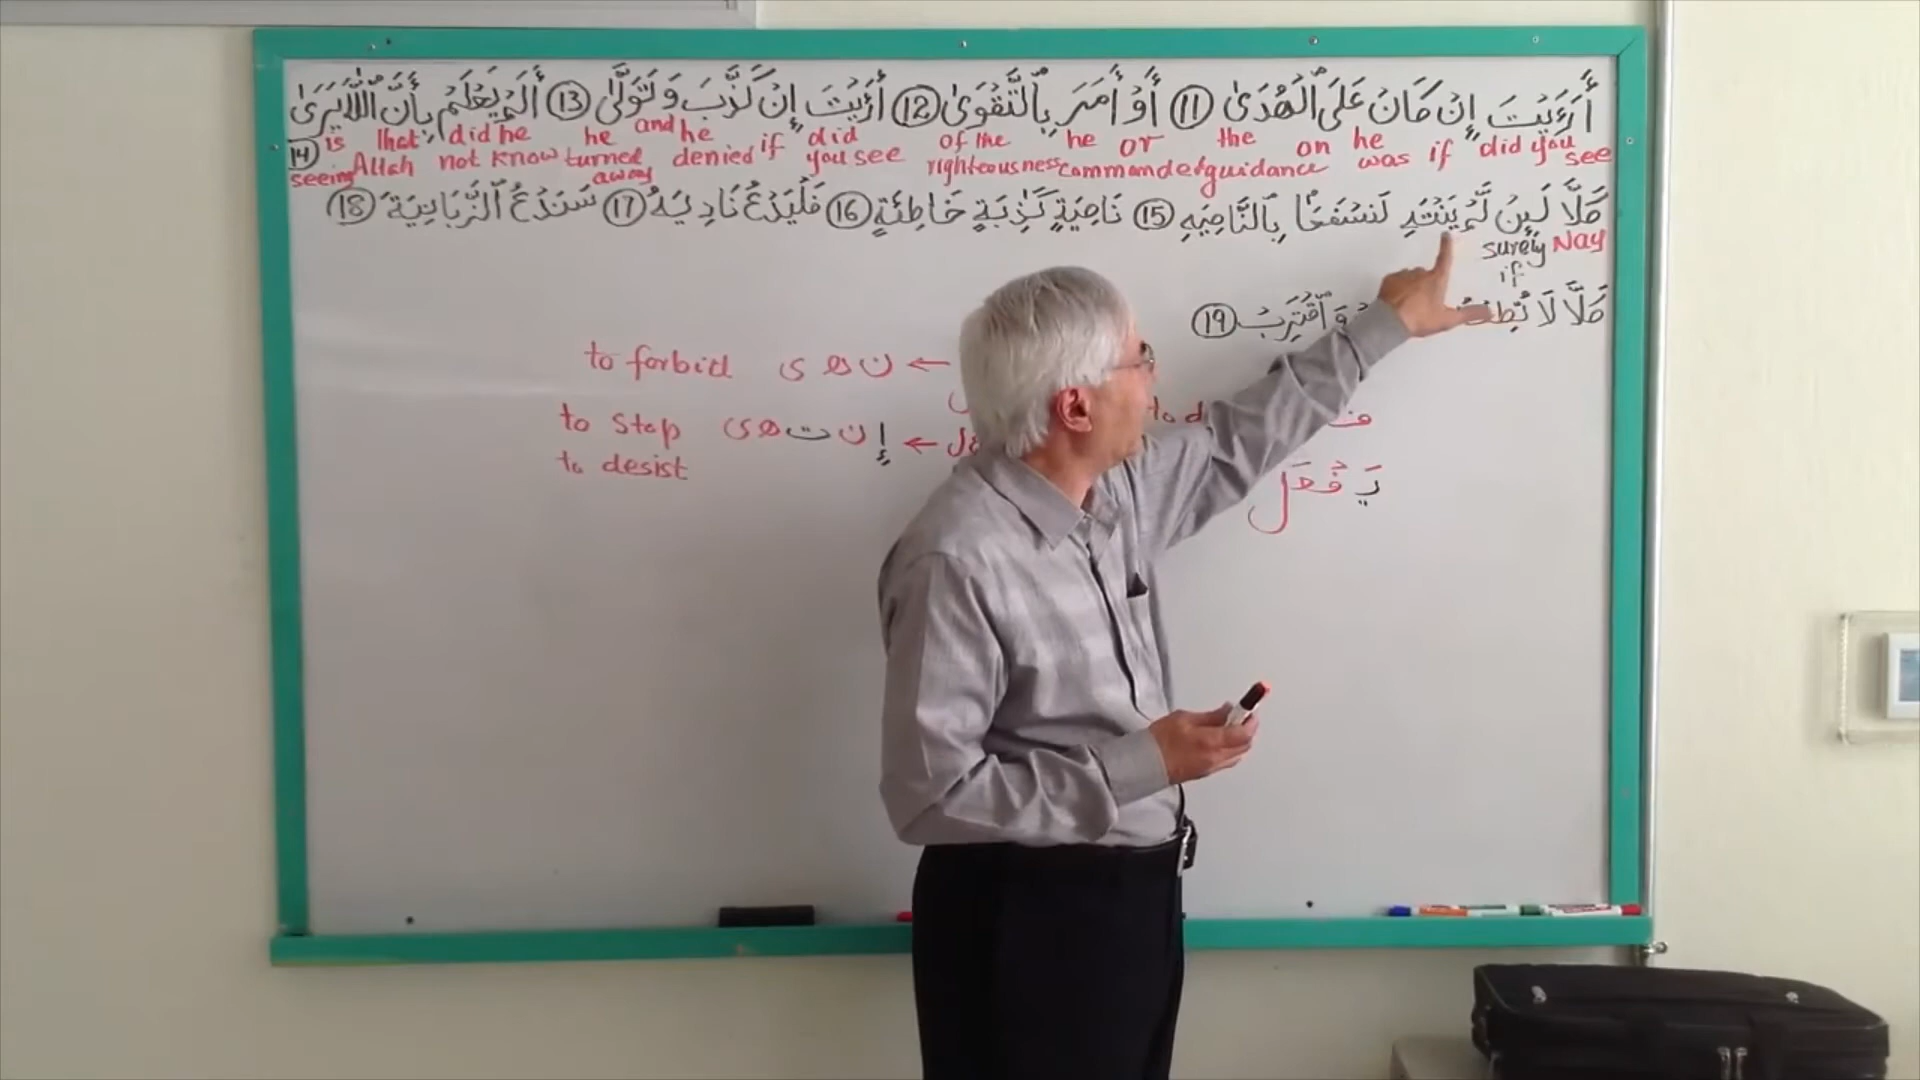 أَرَءَيْتَ إِنْ كَانَ عَلَى ٱلْهُدَىٰ ⑪ أَوْ أَمَرَ بِٱلتَّقْوَىٰ ⑫ أَرَءَيْتَ إِنْ كَذَّبَ وَتَوَلَّىٰ ⑬ أَلَمْ يَعْلَمْ بِأَنَّ ٱللَّهَ يَرَىٰ
is that did he he and he if did of the he or the on he was if did you see
⑭ seeing Allah not know turned away denied you see righteousness commanded guidance
كَلَّا لَئِنْ لَّمْ يَنْتَهِ لَنَسْفَعًا بِٱلنَّاصِيَةِ ⑮ نَاصِيَةٍ كَٰذِبَةٍ خَاطِئَةٍ ⑯ فَلْيَدْعُ نَادِيَهُ ⑰ سَنَدْعُ ٱلزَّبَانِيَةَ ⑱
Nay surely if
كَلَّا لَا وَٱقْتَرِبْ ⑲
← ن ه ى to forbid
← إ ن ت ه ى to stop
to desist
to
يَفْعَل